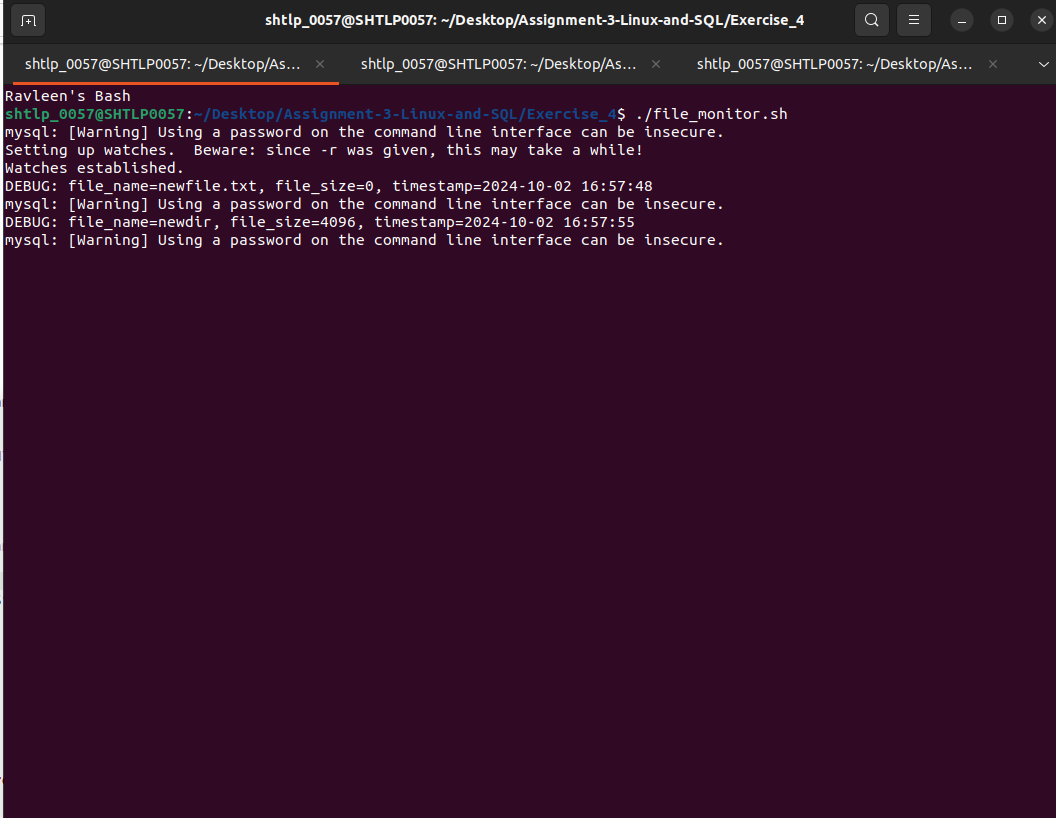 shtlp_0057@SHTLP0057: ~/Desktop/Assignment-3-Linux-and-SQL/Exercise_4
shtlp_0057@SHTLP0057: ~/Desktop/As...
shtlp_0057@SHTLP0057: ~/Desktop/As...
shtlp_0057@SHTLP0057: ~/Desktop/As...
Ravleen's Bash
shtlp_0057@SHTLP0057:~/Desktop/Assignment-3-Linux-and-SQL/Exercise_4$ ./file_monitor.sh
mysql: [Warning] Using a password on the command line interface can be insecure.
Setting up watches.  Beware: since -r was given, this may take a while!
Watches established.
DEBUG: file_name=newfile.txt, file_size=0, timestamp=2024-10-02 16:57:48
mysql: [Warning] Using a password on the command line interface can be insecure.
DEBUG: file_name=newdir, file_size=4096, timestamp=2024-10-02 16:57:55
mysql: [Warning] Using a password on the command line interface can be insecure.